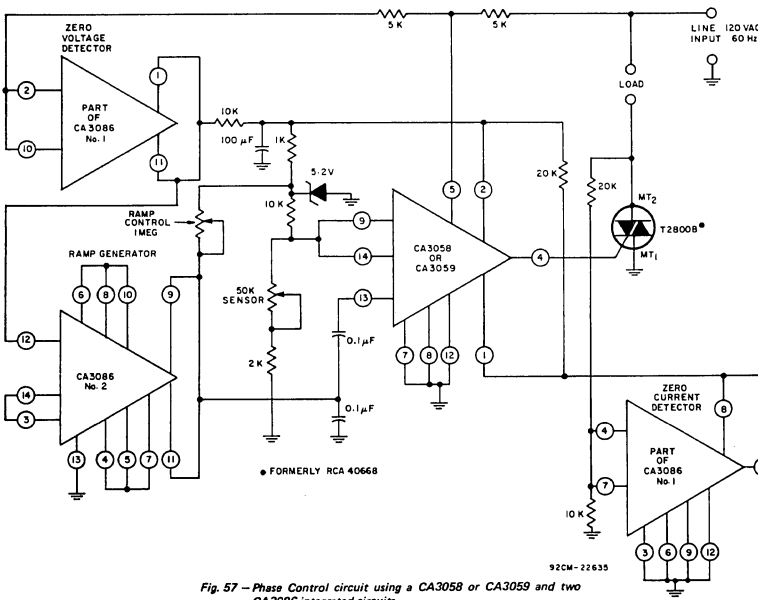 5 K
5K
LINE 120 VAC
INPUT 60 Hz
ZERO
VOLTAGE
DETECTOR
1
2
PART
OF
CA3086
No. 1
10
11
10K
100 µF
1K
5.2V
10 K
LOAD
5
2
20 K
20K
MT2
T2800B●
MT1
RAMP
CONTROL
1MEG
RAMP GENERATOR
6
8
10
9
9
14
13
CA3058
OR
CA3059
4
50K
SENSOR
12
14
3
CA3086
No. 2
2K
0.1µF
0.1µF
7
8
12
1
13
4
5
7
11
● FORMERLY RCA 40668
ZERO
CURRENT
DETECTOR
8
4
7
PART
OF
CA3086
No.1
10 K
3
6
9
12
92CM-22635
Fig. 57 — Phase Control circuit using a CA3058 or CA3059 and two